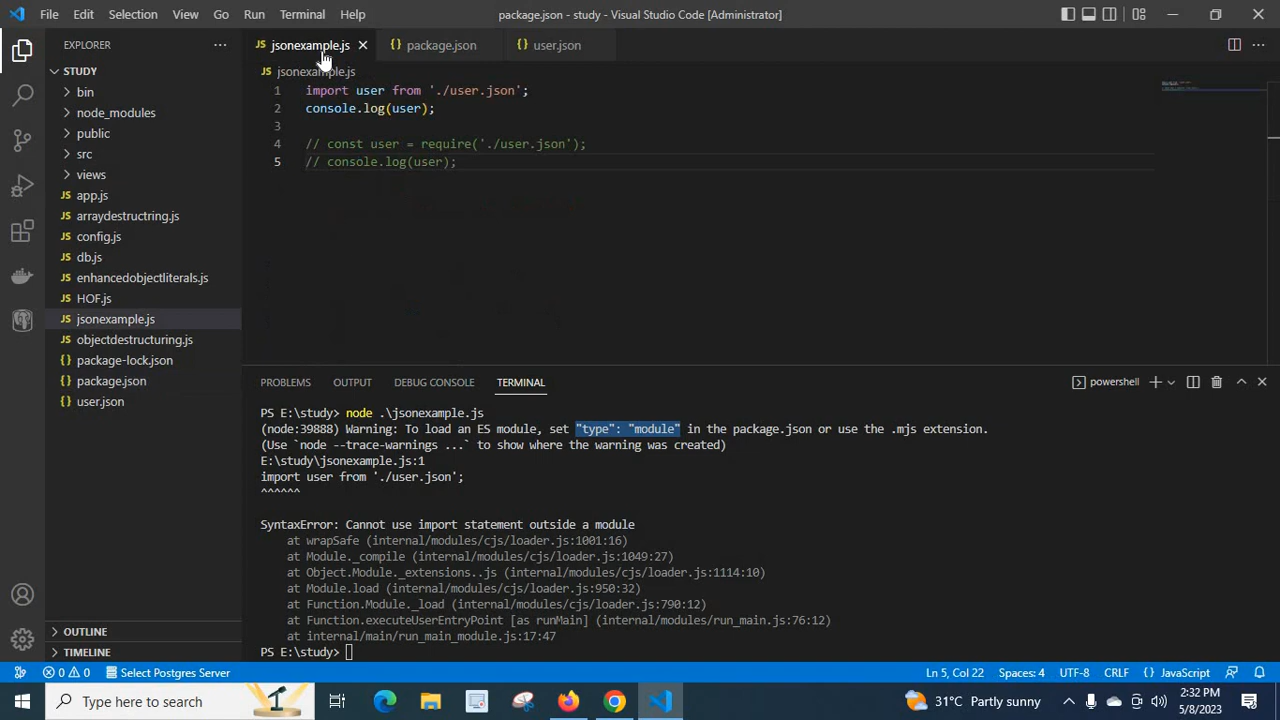 File Edit Selection View Go Run Terminal Help
package.json - study - Visual Studio Code [Administrator]
EXPLORER
STUDY
bin
node_modules
public
src
views
JS app.js
JS arraydestructring.js
JS config.js
JS db.js
JS enhancedobjectliterals.js
JS HOF.js
JS jsonexample.js
JS objectdestructuring.js
{} package-lock.json
{} package.json
{} user.json
OUTLINE
TIMELINE
JS jsonexample.js
{} package.json
{} user.json
JS jsonexample.js
1 import user from './user.json';
2 console.log(user);
3
4 // const user = require('./user.json');
5 // console.log(user);
PROBLEMS OUTPUT DEBUG CONSOLE TERMINAL
powershell
PS E:\study> node .\jsonexample.js
(node:39888) Warning: To load an ES module, set "type": "module" in the package.json or use the .mjs extension.
(Use `node --trace-warnings ...` to show where the warning was created)
E:\study\jsonexample.js:1
import user from './user.json';
^^^^^^
SyntaxError: Cannot use import statement outside a module
at wrapSafe (internal/modules/cjs/loader.js:1001:16)
at Module._compile (internal/modules/cjs/loader.js:1049:27)
at Object.Module._extensions..js (internal/modules/cjs/loader.js:1114:10)
at Module.load (internal/modules/cjs/loader.js:950:32)
at Function.Module._load (internal/modules/cjs/loader.js:790:12)
at Function.executeUserEntryPoint [as runMain] (internal/modules/run_main.js:76:12)
at internal/main/run_main_module.js:17:47
PS E:\study>
0 0 Select Postgres Server
Ln 5, Col 22 Spaces: 4 UTF-8 CRLF {} JavaScript
Type here to search
31°C Partly sunny
2:32 PM
5/8/2023